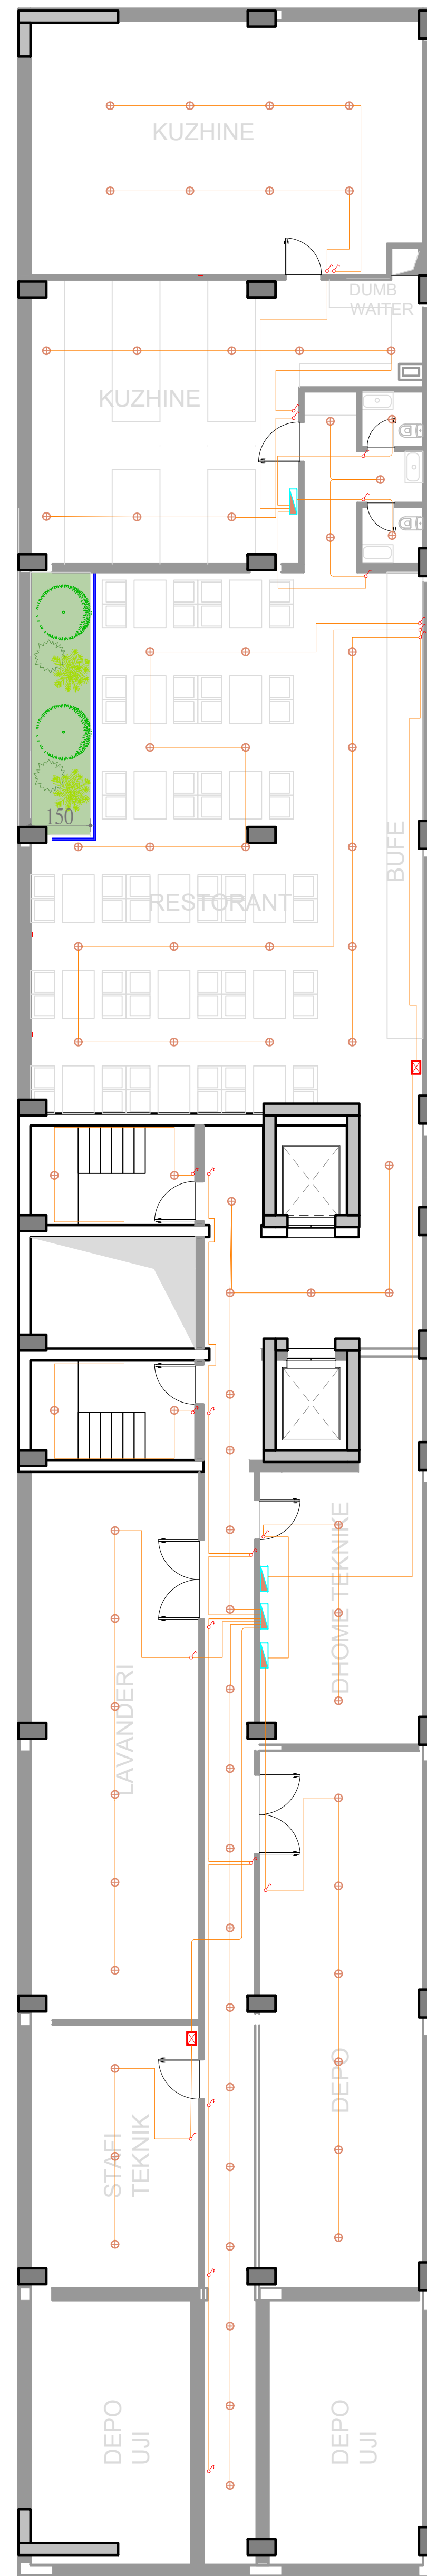 KUZHINE
DUMB
WAITER
KUZHINE
150
BUFE
RESTORANT
DHOME TEKNIKE
LAVANDERI
DEPO
STAFI
TEKNIK
DEPO
UJI
DEPO
UJI